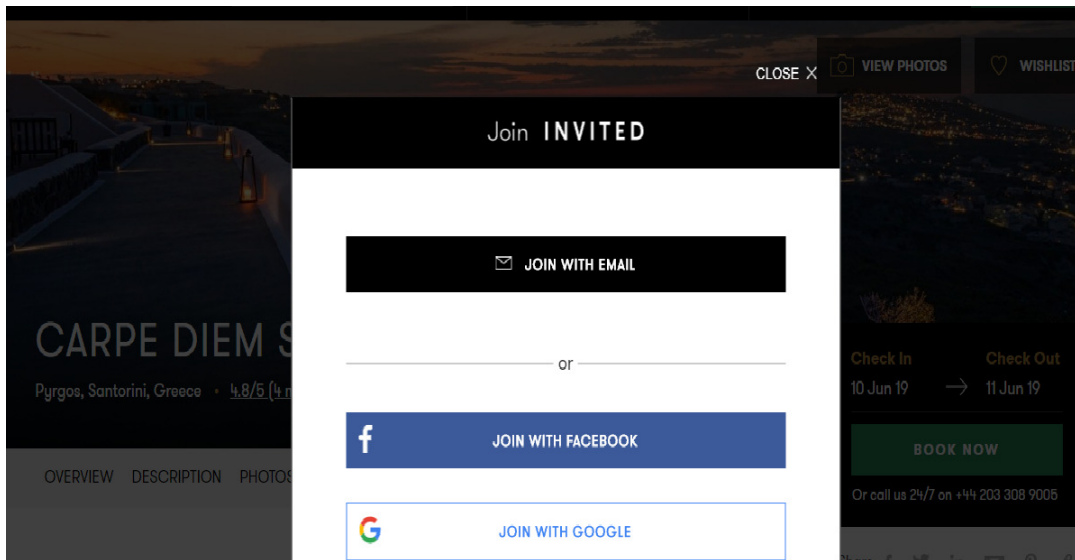 VIEW PHOTOS
WISHLIST
CLOSE X
Join INVITED
JOIN WITH EMAIL
CARPE DIEM S
or
Pyrgos, Santorini, Greece • 4.8/5 (4
Check In Check Out
10 Jun 19 → 11 Jun 19
JOIN WITH FACEBOOK
BOOK NOW
OVERVIEW DESCRIPTION PHOTOS
Or call us 24/7 on +44 203 308 9005
JOIN WITH GOOGLE